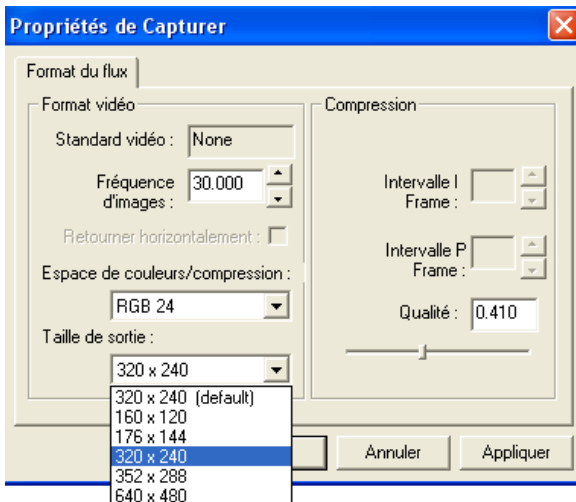 Propriétés de Capturer
Format du flux
Format vidéo
Standard vidéo : None
Fréquence
d'images : 30.000
Retourner horizontalement :
Espace de couleurs/compression :
RGB 24
Taille de sortie :
320 x 240
320 x 240 (default)
160 x 120
176 x 144
320 x 240
352 x 288
640 x 480
Compression
Intervalle I
Frame :
Intervalle P
Frame :
Qualité : 0.410
Annuler
Appliquer